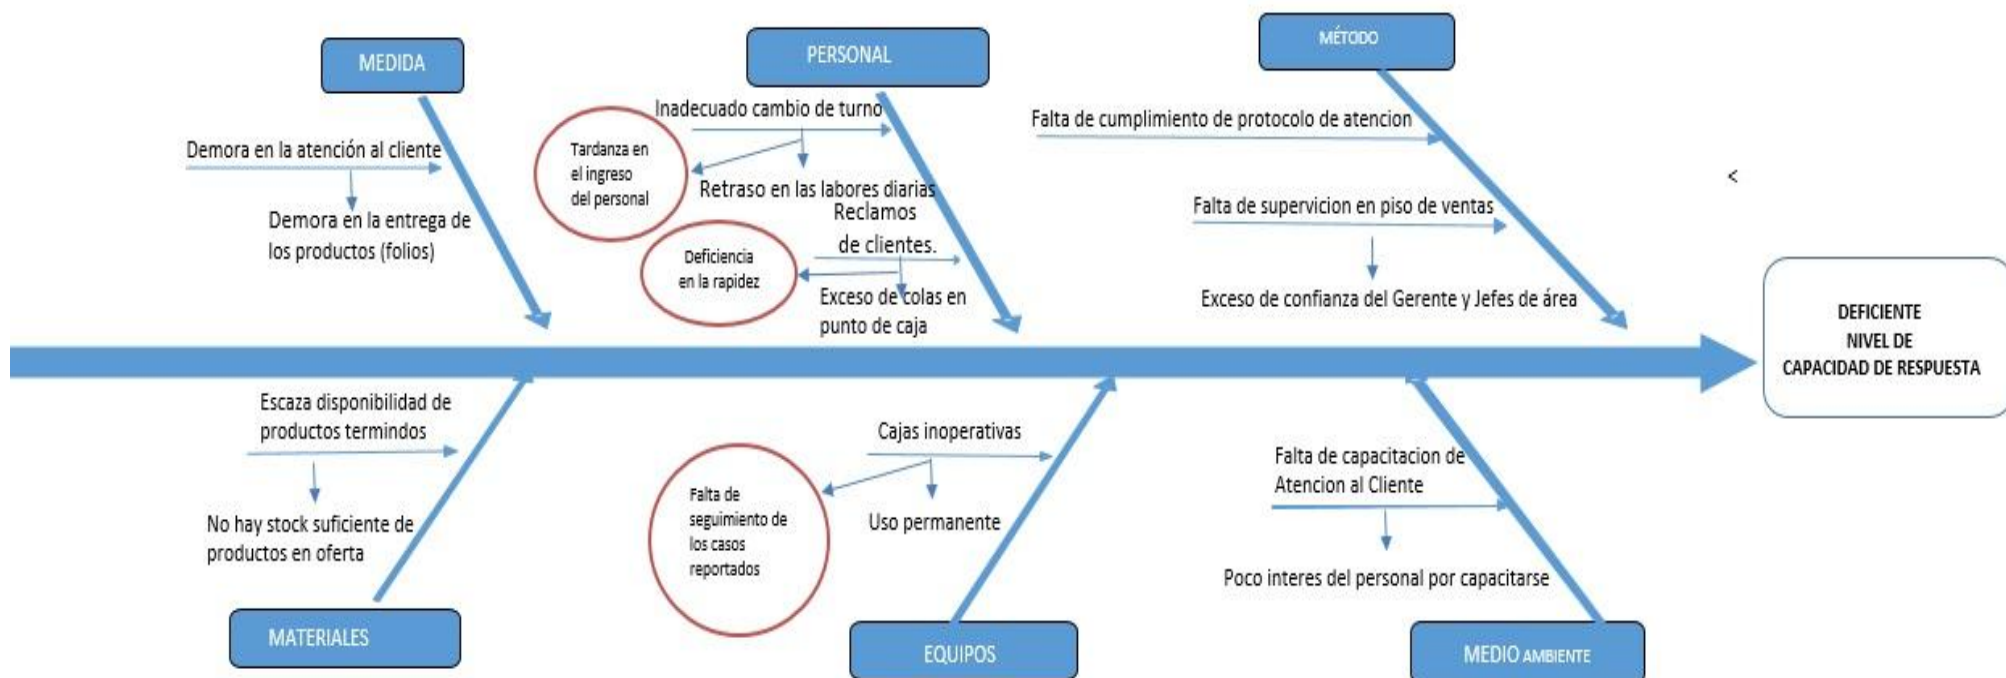 MEDIDA
PERSONAL
MÉTODO
Demora en la atención al cliente
Demora en la entrega de
los productos (folios)
Inadecuado cambio de turno
Tardanza en
el ingreso
del personal
Retraso en las labores diarias
Reclamos
de clientes.
Deficiencia
en la rapidez
Exceso de colas en
punto de caja
Falta de cumplimiento de protocolo de atencion
Falta de supervicion en piso de ventas
Exceso de confianza del Gerente y Jefes de área
<
DEFICIENTE
NIVEL DE
CAPACIDAD DE RESPUESTA
Escaza disponibilidad de
productos termindos
No hay stock suficiente de
productos en oferta
Cajas inoperativas
Falta de
seguimiento de
los casos
reportados
Uso permanente
Falta de capacitacion de
Atencion al Cliente
Poco interes del personal por capacitarse
MATERIALES
EQUIPOS
MEDIO AMBIENTE